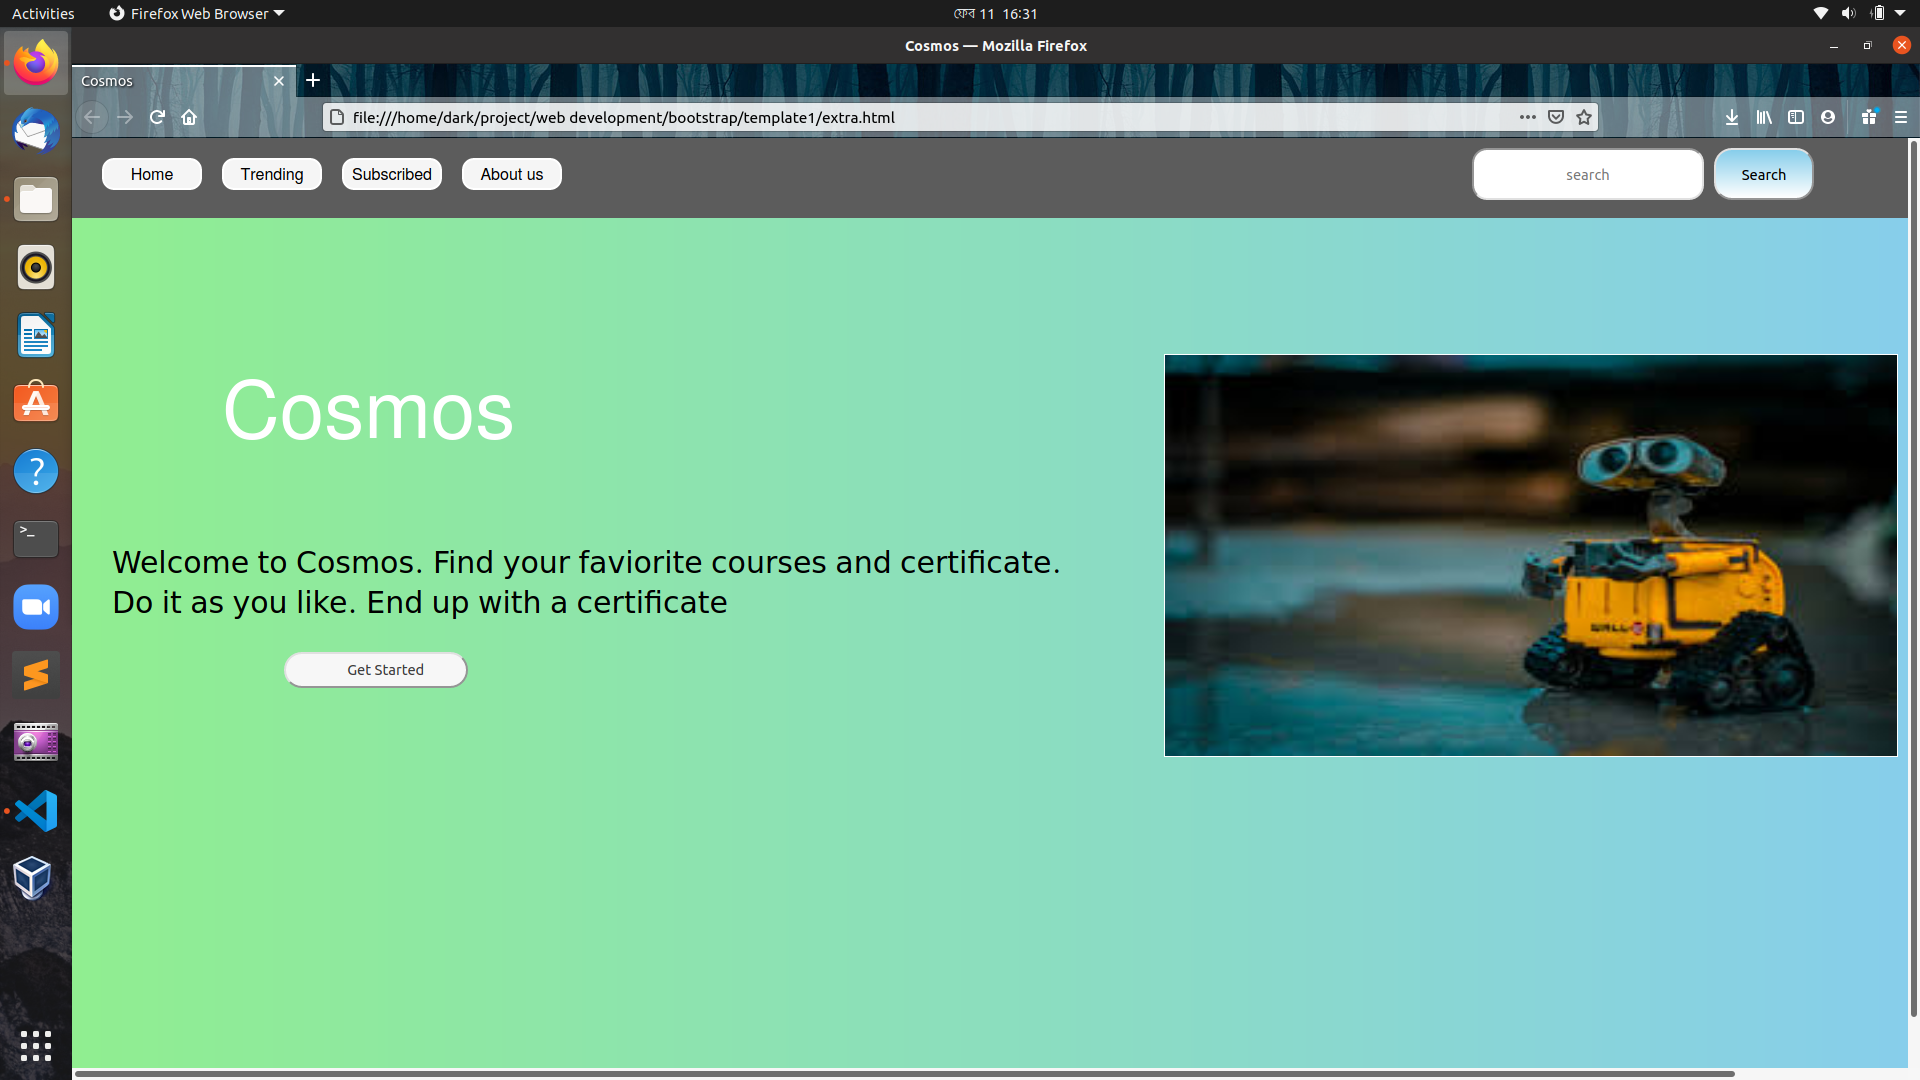 Activities
Firefox Web Browser
ফেব 11 16:31
Cosmos — Mozilla Firefox
Cosmos
file:///home/dark/project/web development/bootstrap/template1/extra.html
Home Trending Subscribed About us
search Search
Cosmos
Welcome to Cosmos. Find your faviorite courses and certificate.
Do it as you like. End up with a certificate
Get Started